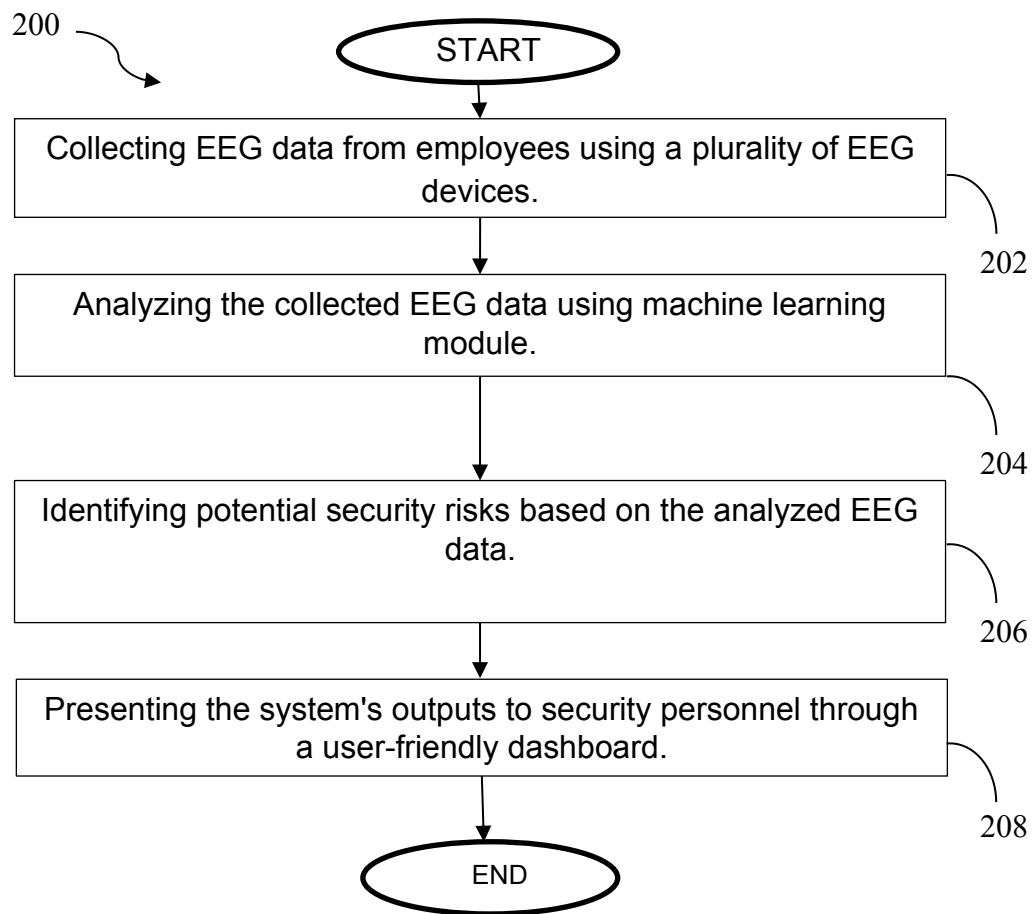 200
START
Collecting EEG data from employees using a plurality of EEG
devices.
202
Analyzing the collected EEG data using machine learning
module.
204
Identifying potential security risks based on the analyzed EEG
data.
206
Presenting the system's outputs to security personnel through
a user-friendly dashboard.
208
END